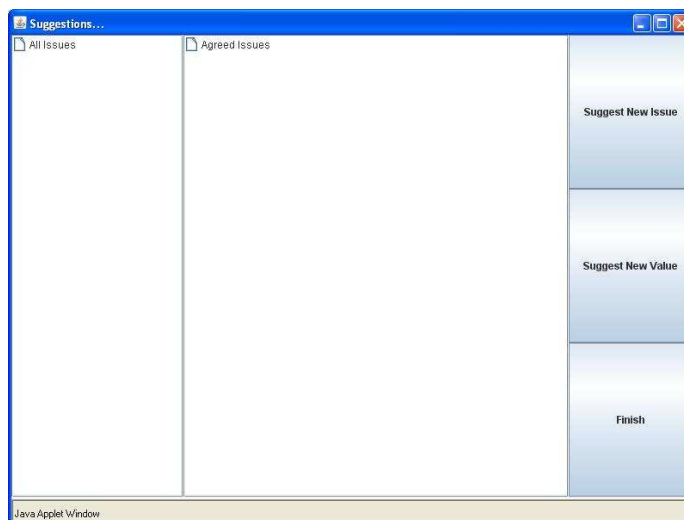 Suggestions...
All Issues
Agreed Issues
Suggest New Issue
Suggest New Value
Finish
Java Applet Window